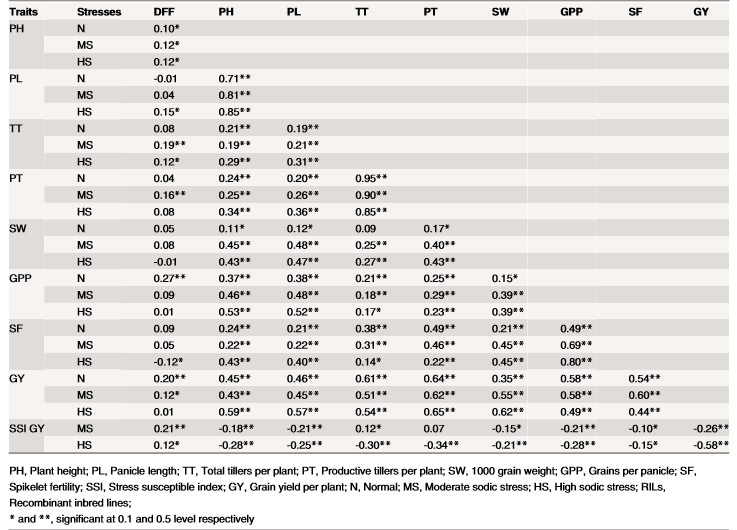 Traits Stresses DFF PH PL TT PT SW GPP SF GY
PH N 0.10*
MS 0.12*
HS 0.12*
PL N -0.01 0.71**
MS 0.04 0.81**
HS 0.15* 0.85**
TT N 0.08 0.21** 0.19**
MS 0.19** 0.19** 0.21**
HS 0.12* 0.29** 0.31**
PT N 0.04 0.24** 0.20** 0.95**
MS 0.16** 0.25** 0.26** 0.90**
HS 0.08 0.34** 0.36** 0.85**
SW N 0.05 0.11* 0.12* 0.09 0.17*
MS 0.08 0.45** 0.48** 0.25** 0.40**
HS -0.01 0.43** 0.47** 0.27** 0.43**
GPP N 0.27** 0.37** 0.38** 0.21** 0.25** 0.15*
MS 0.09 0.46** 0.48** 0.18** 0.29** 0.39**
HS 0.01 0.53** 0.52** 0.17* 0.23** 0.39**
SF N 0.09 0.24** 0.21** 0.38** 0.49** 0.21** 0.49**
MS 0.05 0.22** 0.22** 0.31** 0.46** 0.45** 0.69**
HS -0.12* 0.43** 0.40** 0.14* 0.22** 0.45** 0.80**
GY N 0.20** 0.45** 0.46** 0.61** 0.64** 0.35** 0.58** 0.54**
MS 0.12* 0.43** 0.45** 0.51** 0.62** 0.55** 0.58** 0.60**
HS 0.01 0.59** 0.57** 0.54** 0.65** 0.62** 0.49** 0.44**
SSI GY MS 0.21** -0.18** -0.21** 0.12* 0.07 -0.15* -0.21** -0.10* -0.26**
HS 0.12* -0.28** -0.25** -0.30** -0.34** -0.21** -0.28** -0.15* -0.58**
PH, Plant height; PL, Panicle length; TT, Total tillers per plant; PT, Productive tillers per plant; SW, 1000 grain weight; GPP, Grains per panicle; SF,
Spikelet fertility; SSI, Stress susceptible index; GY, Grain yield per plant; N, Normal; MS, Moderate sodic stress; HS, High sodic stress; RILs,
Recombinant inbred lines;
* and **, significant at 0.1 and 0.5 level respectively